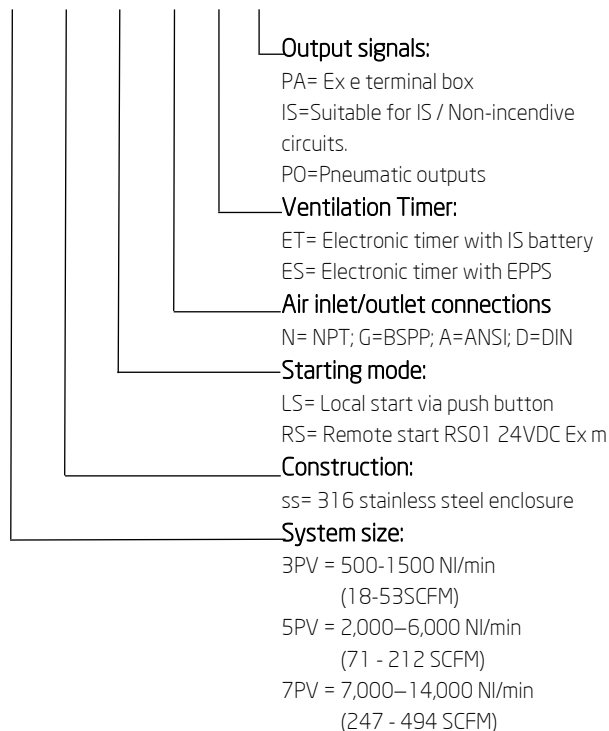 Output signals:
PA= Ex e terminal box
IS=Suitable for IS / Non-incendive
circuits.
PO=Pneumatic outputs
Ventilation Timer:
ET= Electronic timer with IS battery
ES= Electronic timer with EPPS
Air inlet/outlet connections
N= NPT; G=BSPP; A=ANSI; D=DIN
Starting mode:
LS= Local start via push button
RS= Remote start RS01 24VDC Ex m
Construction:
ss= 316 stainless steel enclosure
System size:
3PV = 500-1500 Nl/min
(18-53SCFM)
5PV = 2,000—6,000 Nl/min
(71 - 212 SCFM)
7PV = 7,000—14,000 Nl/min
(247 - 494 SCFM)